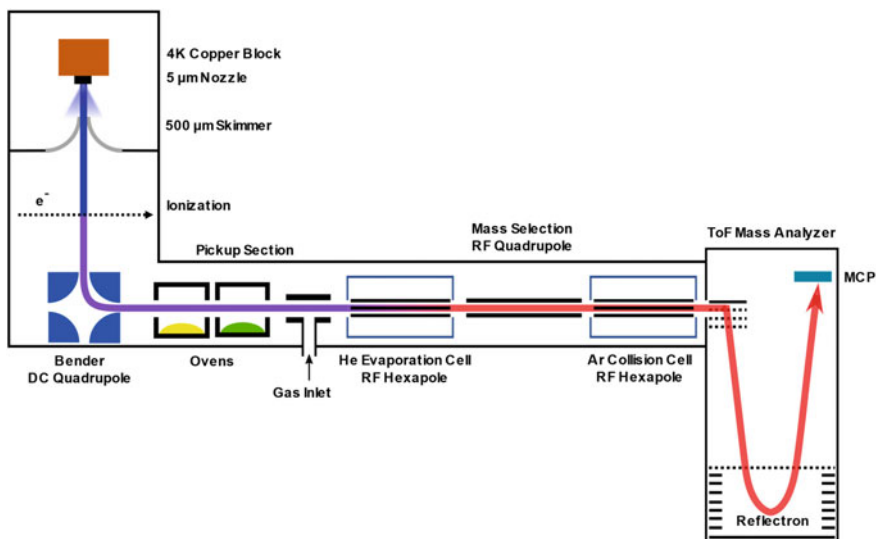 4K Copper Block
5 µm Nozzle
500 µm Skimmer
e-
Ionization
Pickup Section
Mass Selection
RF Quadrupole
ToF Mass Analyzer
MCP
Bender
DC Quadrupole
Ovens
Gas Inlet
He Evaporation Cell
RF Hexapole
Ar Collision Cell
RF Hexapole
Reflectron